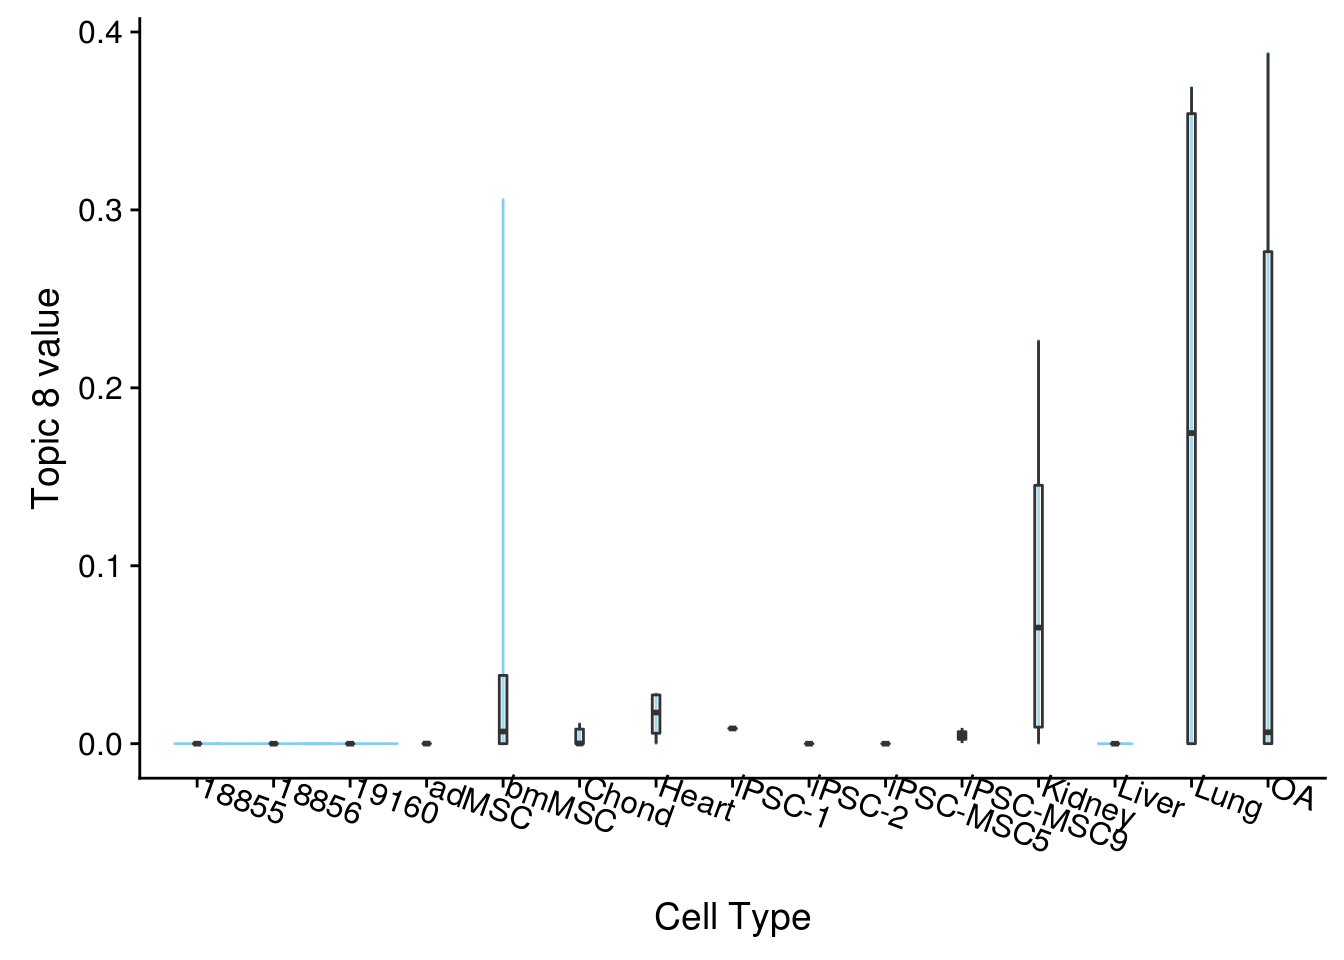 0.4
0.3
0.2
0.1
0.0
Topic 8 value
18855
18856
19160
adMSC
bmMSC
Chond
Heart
iPSC-1
iPSC-2
iPSC-MSC5
iPSC-MSC9
Kidney
Liver
Lung
OA
Cell Type